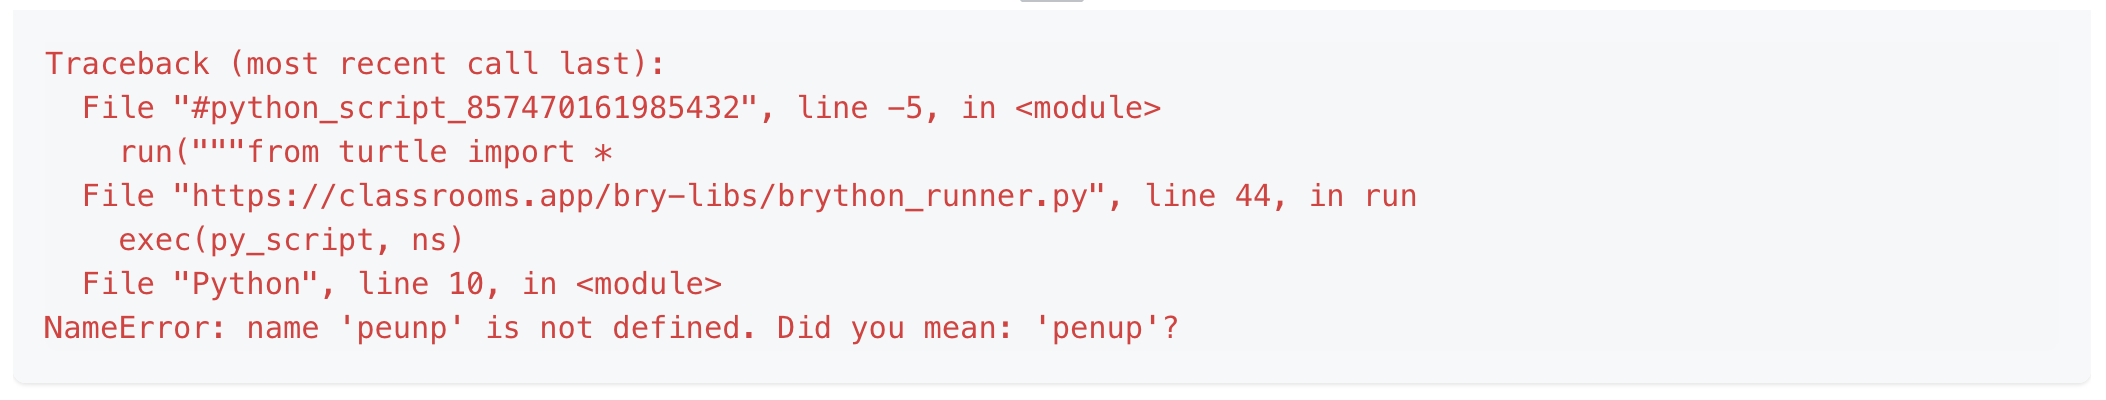 Traceback (most recent call last):
  File "#python_script_857470161985432", line -5, in <module>
    run("""from turtle import *
  File "https://classrooms.app/bry-libs/brython_runner.py", line 44, in run
    exec(py_script, ns)
  File "Python", line 10, in <module>
NameError: name 'peunp' is not defined. Did you mean: 'penup'?